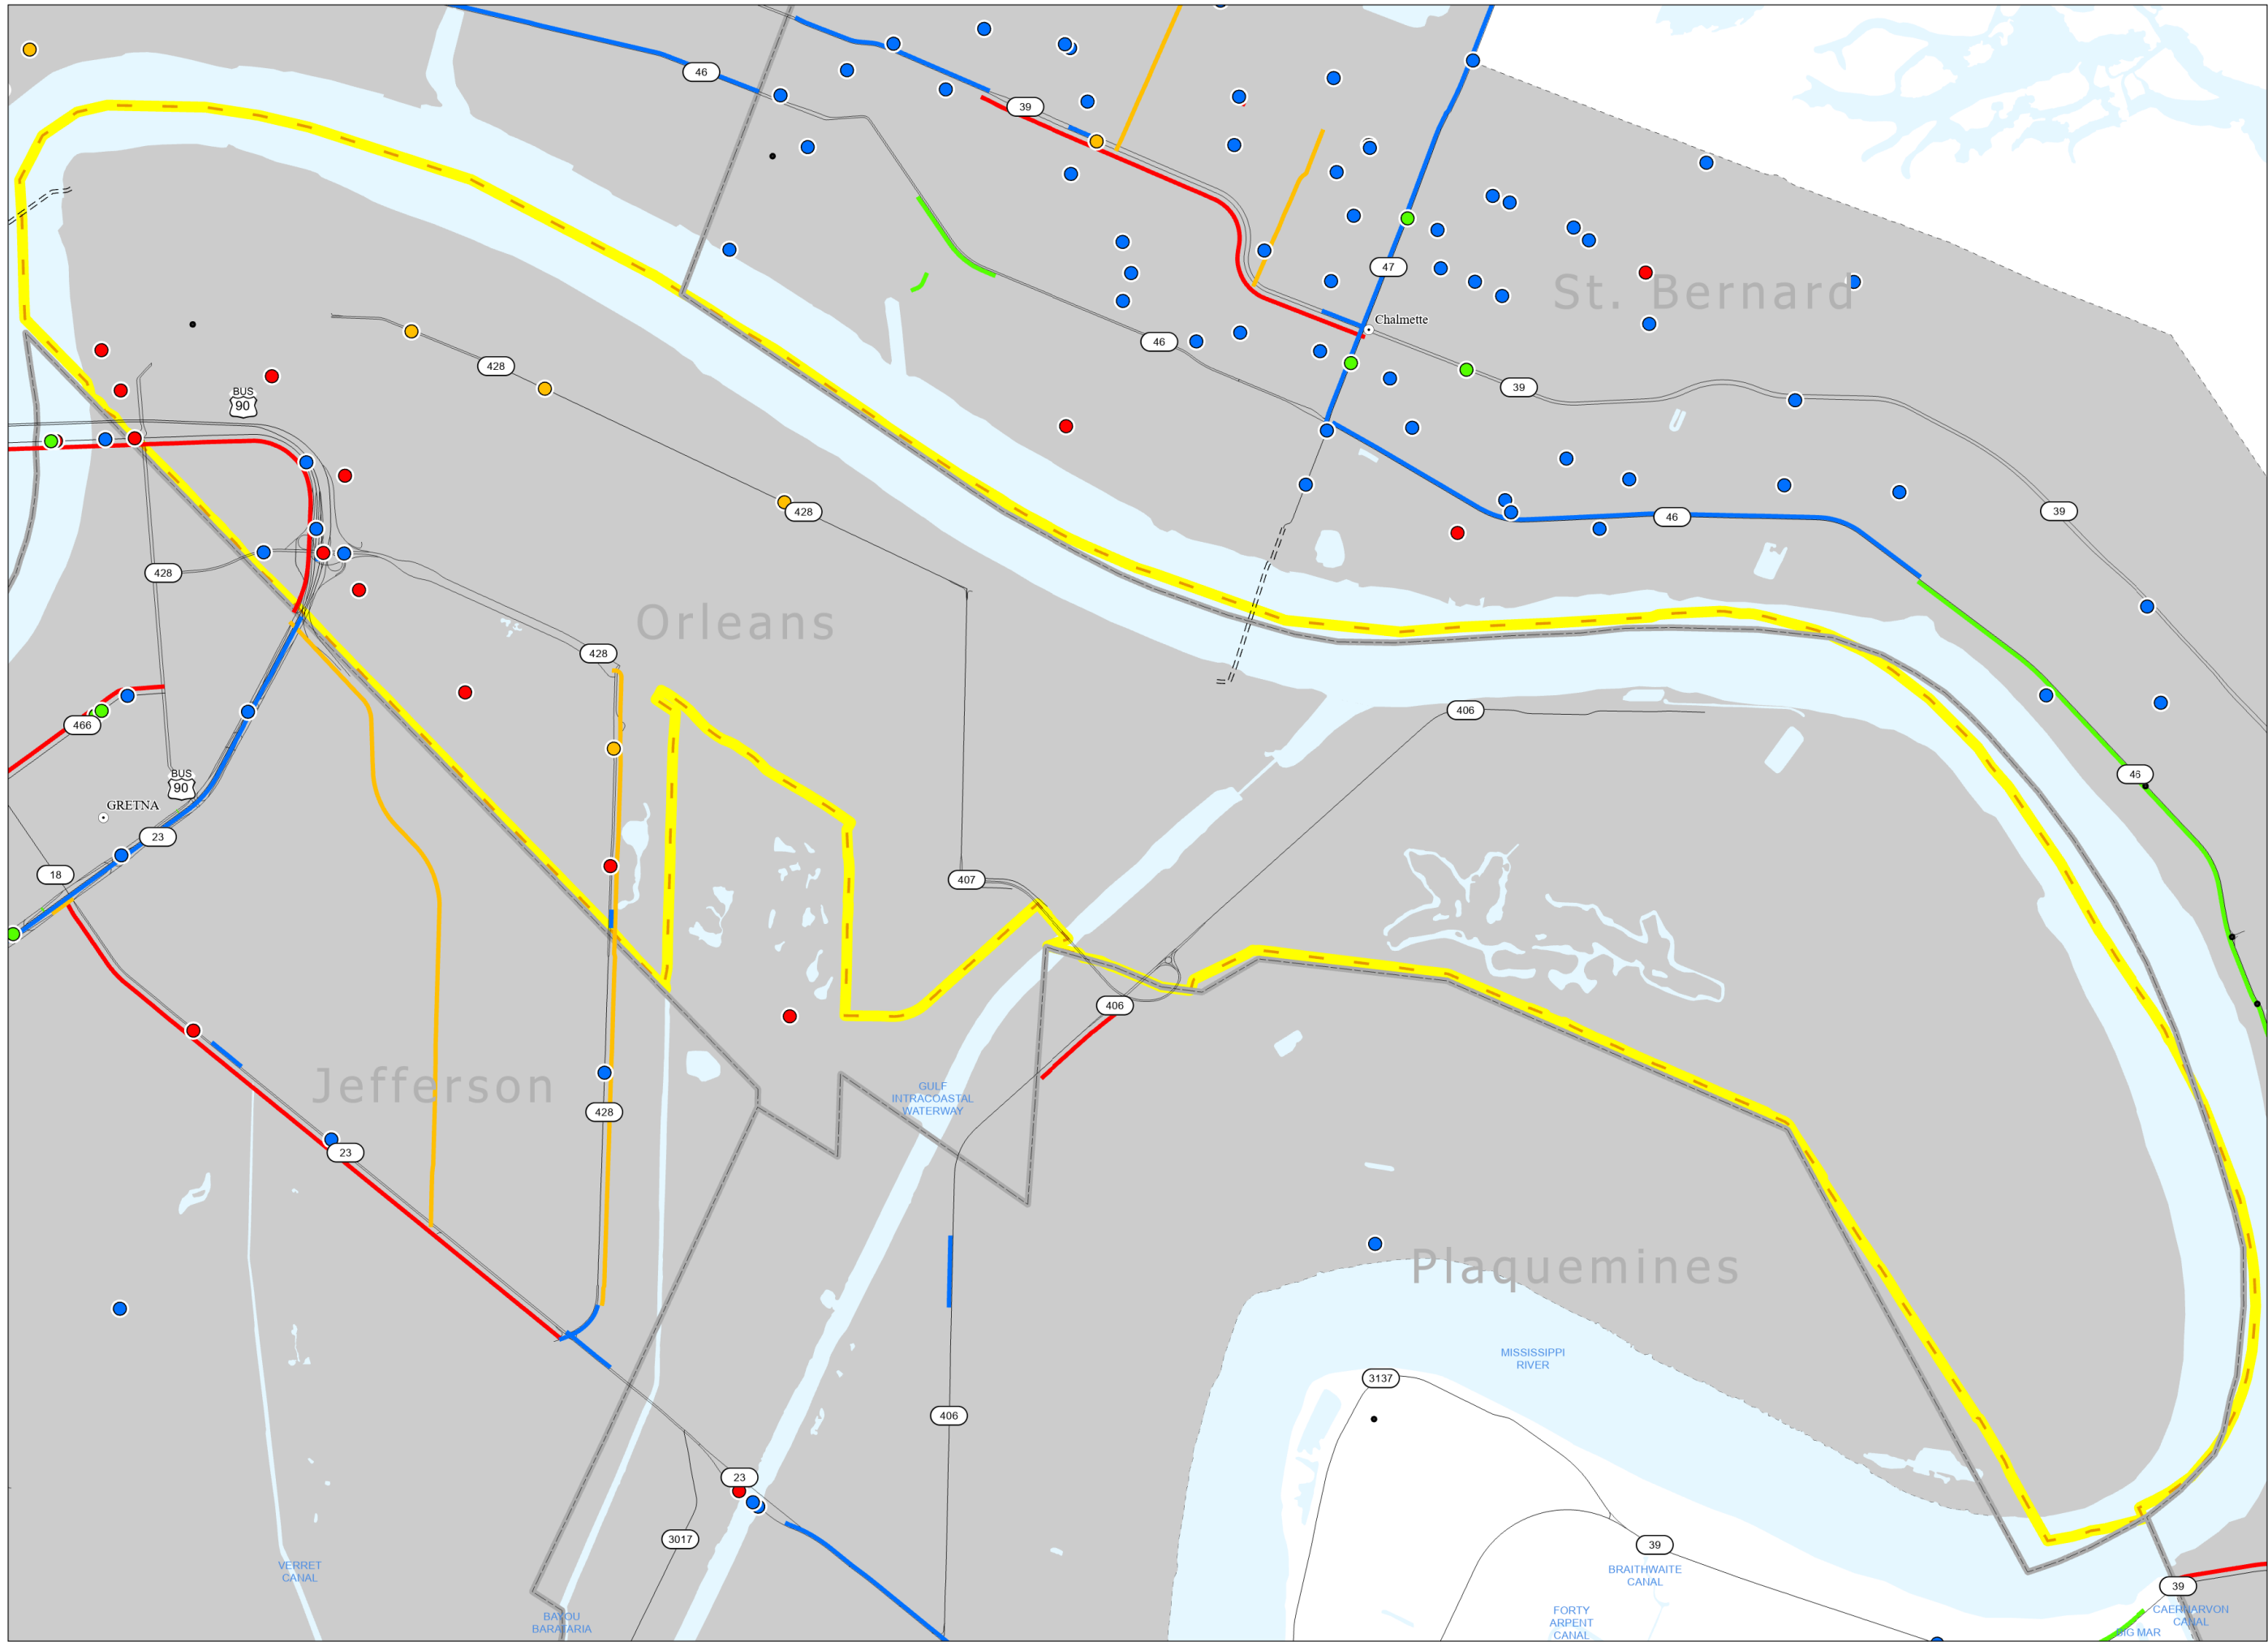 46
39
47
St. Bernard
Chalmette
46
428
39
BUS
90
428
39
46
428
Orleans
428
406
466
46
BUS
90
GRETNA
23
18
407
406
Jefferson
GULF
INTRACOASTAL
WATERWAY
428
23
Plaquemines
MISSISSIPPI
RIVER
3137
406
23
3017
39
VERRET
CANAL
BRAITHWAITE
CANAL
39
BAYOU
BARATARIA
FORTY
ARPENT
CANAL
CAERNARVON
CANAL
BIG MAR